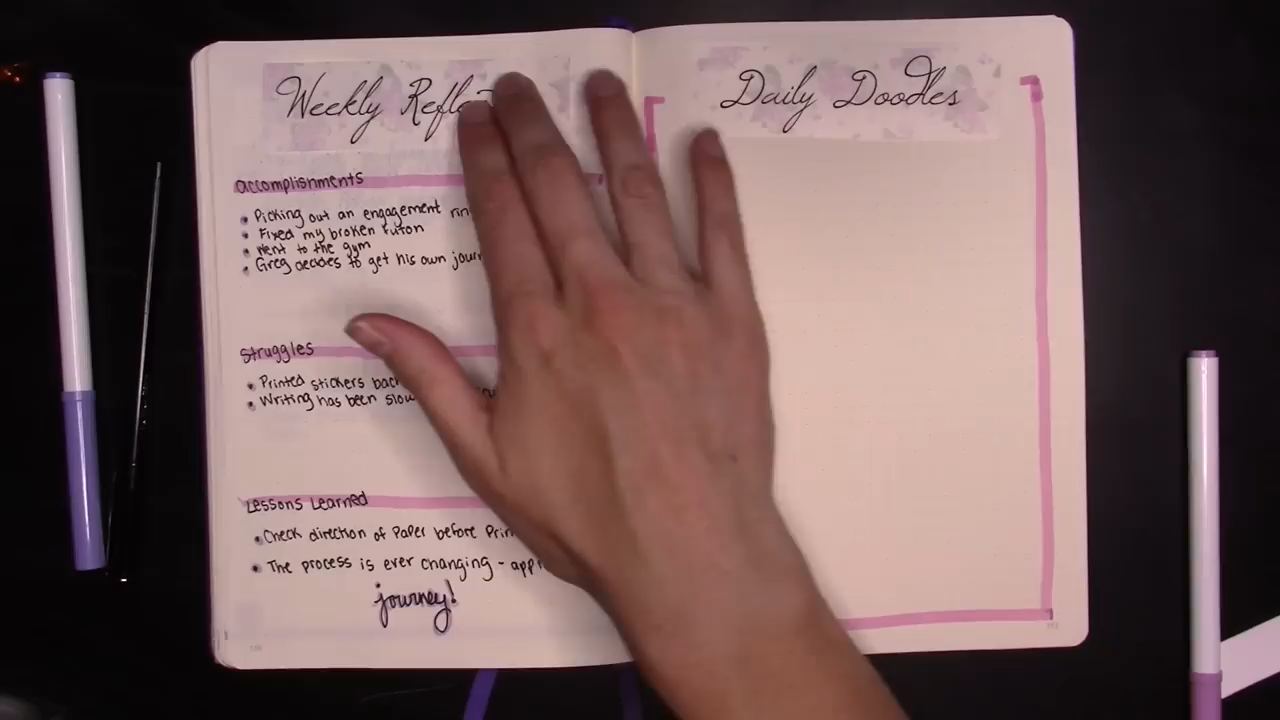 Weekly
Daily Doodles
accomplishments
Picking out an engagement
Fixed my broken futon
Went to the gym
Greg decides to get his own
struggles
Printed stickers
Writing has been
Lessons Learned
Check direction of Paper before
The process is ever changing -
journey!